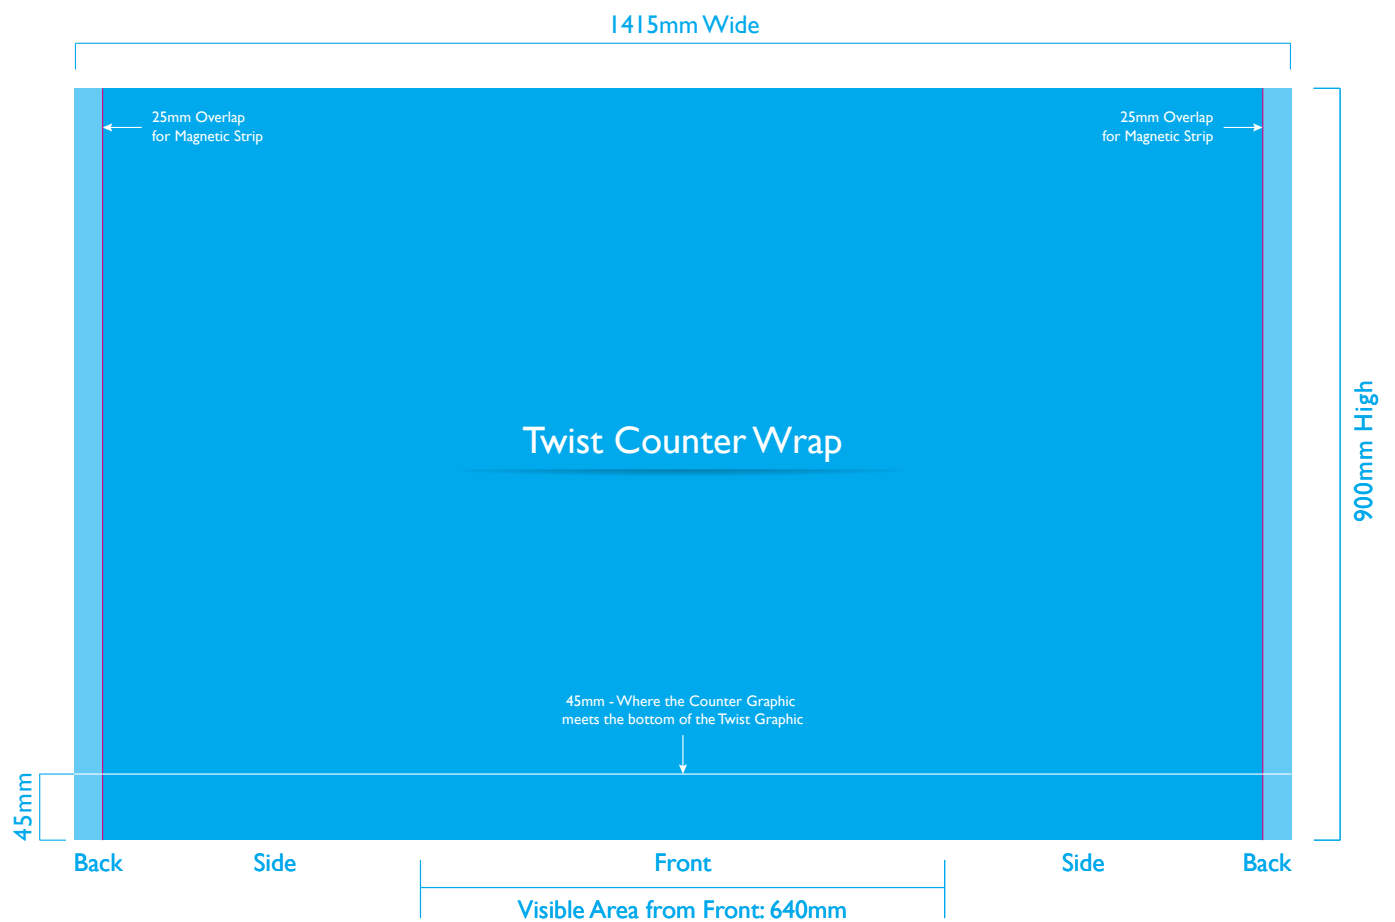 1415mm Wide
25mm Overlap
for Magnetic Strip
25mm Overlap
for Magnetic Strip
900mm High
Twist Counter Wrap
45mm - Where the Counter Graphic
meets the bottom of the Twist Graphic
45mm
Back
Side
Front
Side
Back
Visible Area from Front: 640mm